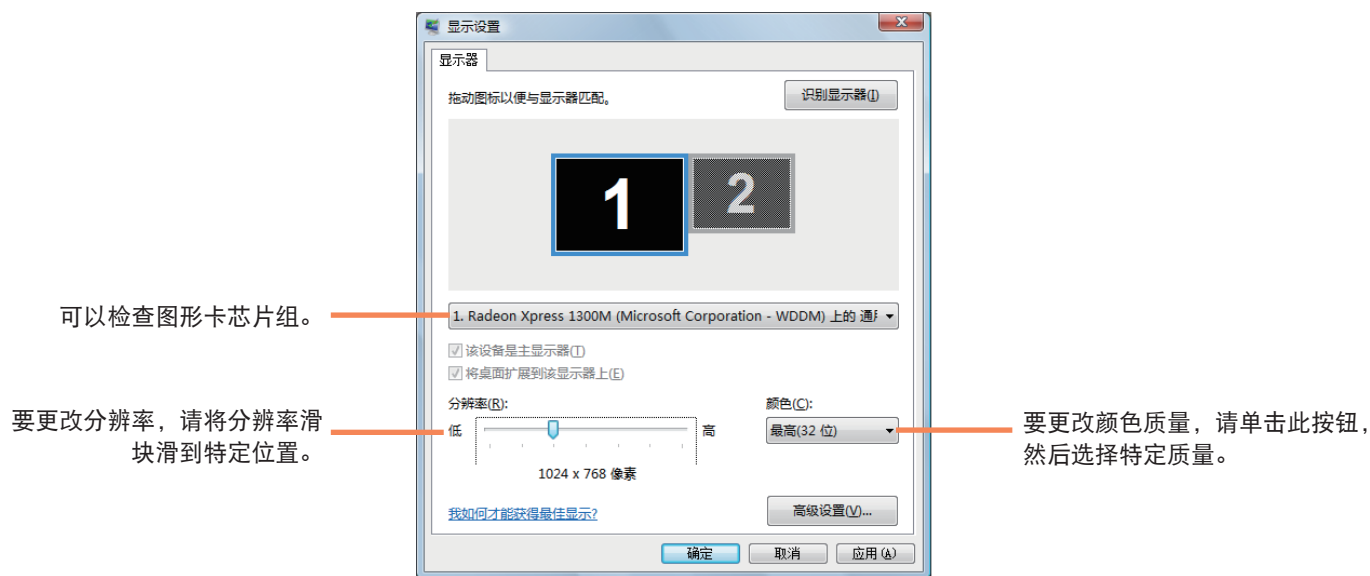 显示设置
显示器
拖动图标以便与显示器匹配。
识别显示器(I)
1
2
可以检查图形卡芯片组。
1. Radeon Xpress 1300M (Microsoft Corporation - WDDM) 上的 通
该设备是主显示器(T)
将桌面扩展到该显示器上(E)
分辨率(R):
颜色(C):
要更改分辨率，请将分辨率滑
块滑到特定位置。
低
高
最高(32 位)
要更改颜色质量，请单击此按钮，
然后选择特定质量。
1024 x 768 像素
我如何才能获得最佳显示?
高级设置(V)...
确定
取消
应用(A)